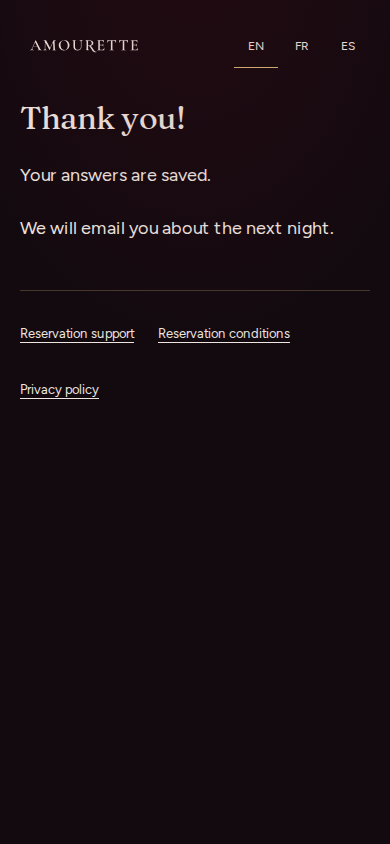 AMOURETTE
EN FR ES
Thank you!
Your answers are saved.
We will email you about the next night.
Reservation support Reservation conditions
Privacy policy